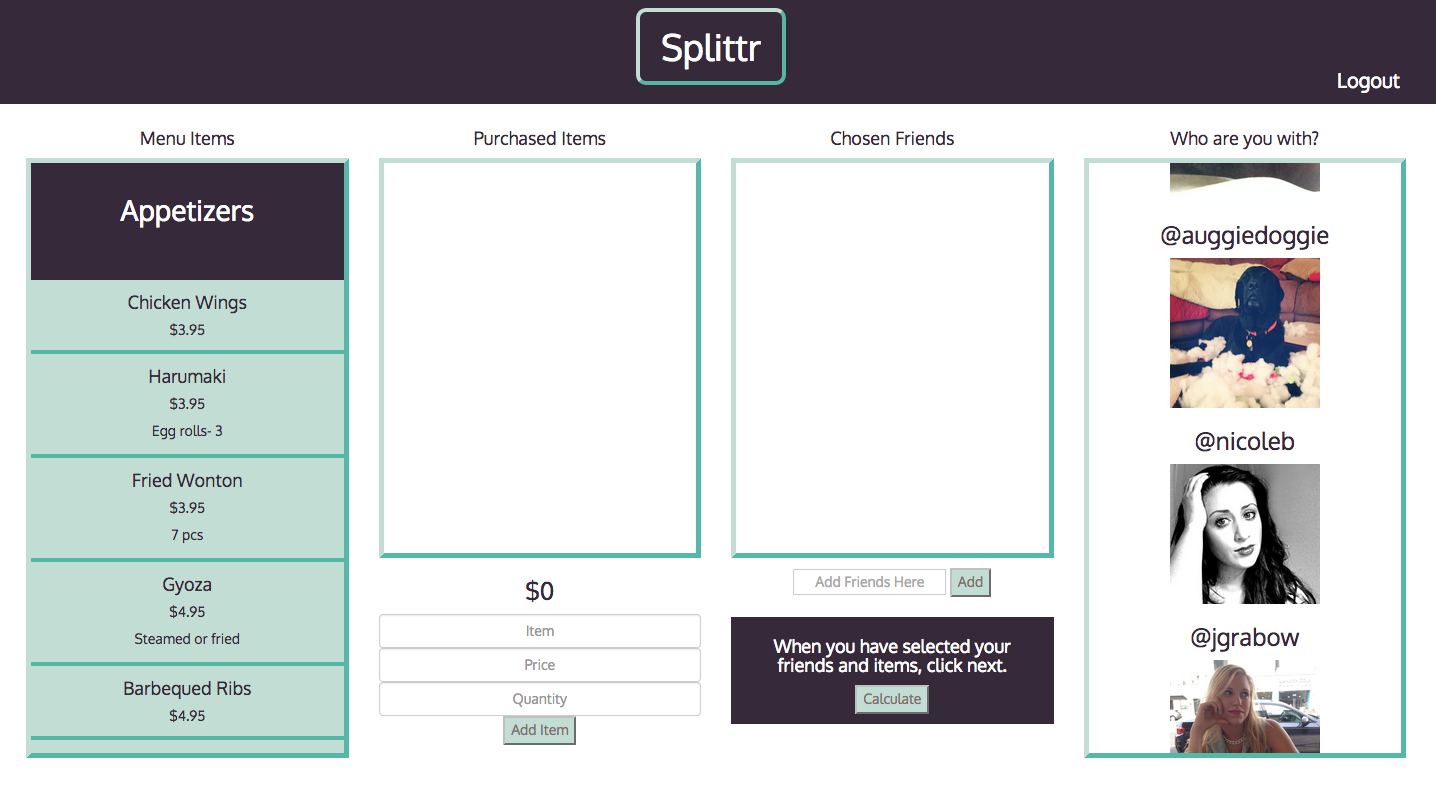 Splittr
Logout
Menu Items
Appetizers
Chicken Wings
$3.95
Harumaki
$3.95
Egg rolls- 3
Fried Wonton
$3.95
7 pcs
Gyoza
$4.95
Steamed or fried
Barbequed Ribs
$4.95
Purchased Items
$0
Item
Price
Quantity
Add Item
Chosen Friends
Add Friends Here
Add
When you have selected your
friends and items, click next.
Calculate
Who are you with?
@auggiedoggie
@nicoleb
@jgrabow